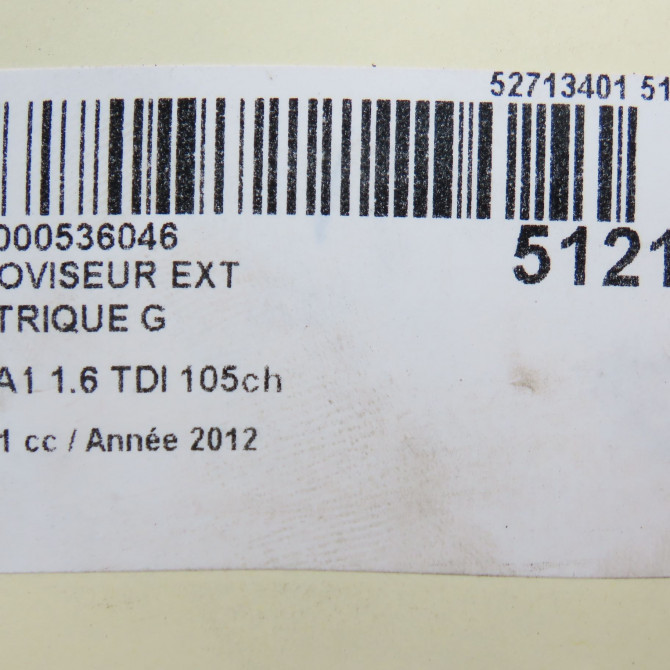 52713401 51
000536046
5121
OVISEUR EXT
TRIQUE G
A1 1.6 TDI 105ch
1 cc / Année 2012